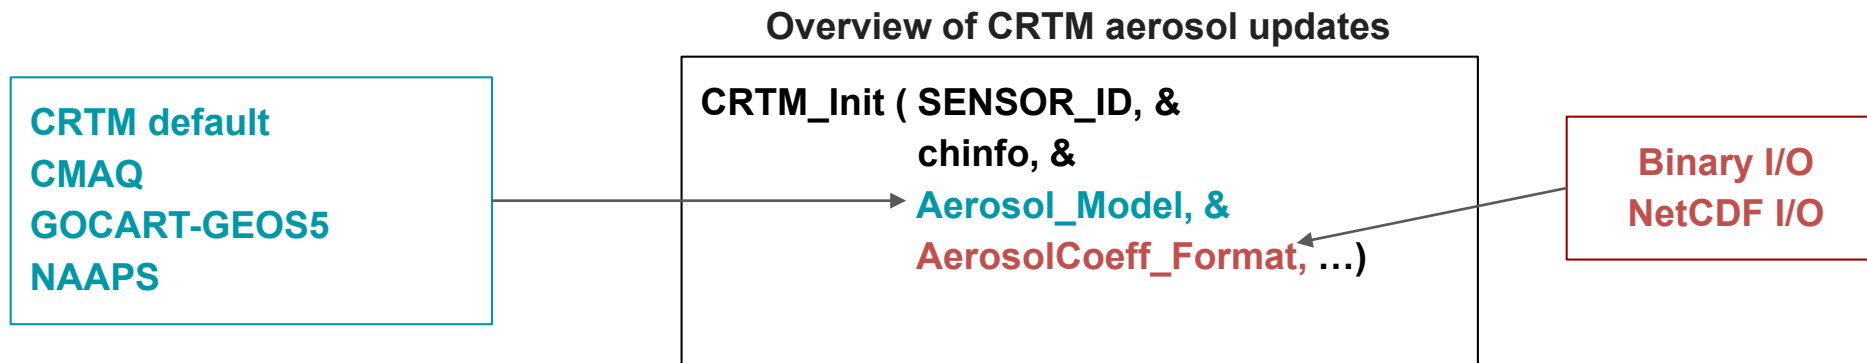 Overview of CRTM aerosol updates
CRTM default
CMAQ
GOCART-GEOS5
NAAPS
CRTM_Init ( SENSOR_ID, &
chinfo, &
Aerosol_Model, &
AerosolCoeff_Format, …)
Binary I/O
NetCDF I/O